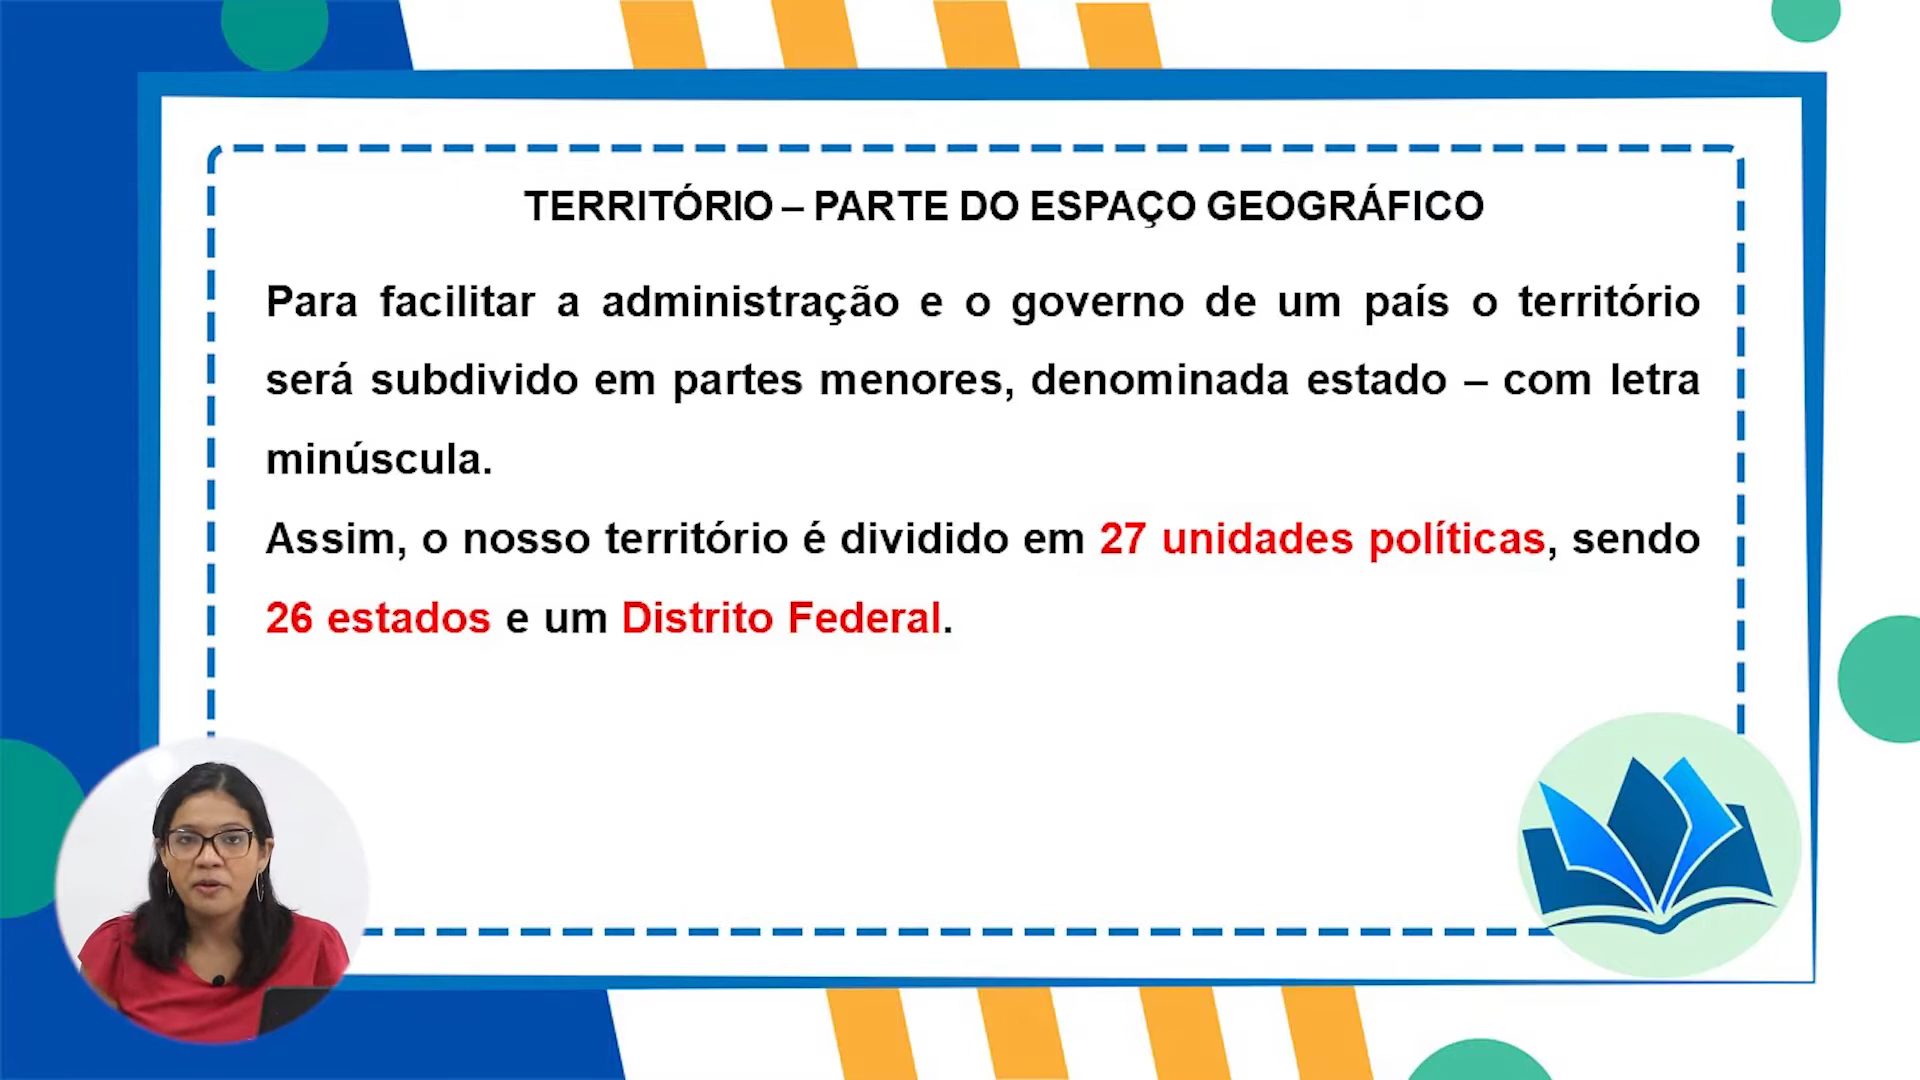 TERRITÓRIO – PARTE DO ESPAÇO GEOGRÁFICO
Para facilitar a administração e o governo de um país o território
será subdivido em partes menores, denominada estado – com letra
minúscula.
Assim, o nosso território é dividido em 27 unidades políticas, sendo
26 estados e um Distrito Federal.